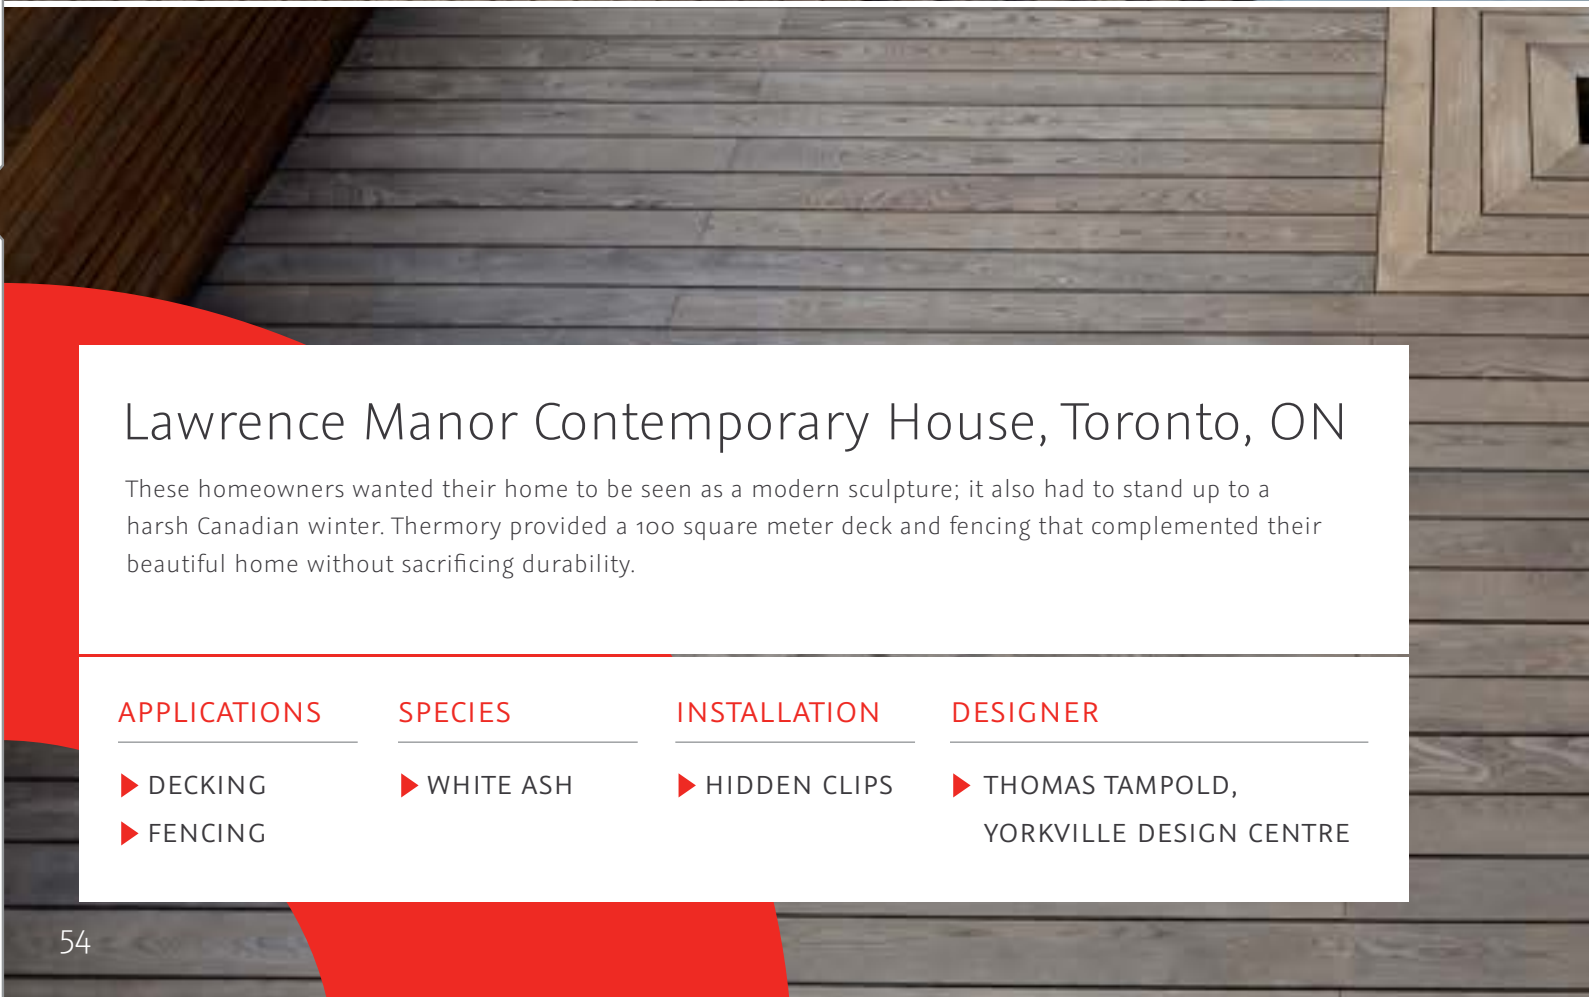 Lawrence Manor Contemporary House, Toronto, ON
These homeowners wanted their home to be seen as a modern sculpture; it also had to stand up to a
harsh Canadian winter. Thermory provided a 100 square meter deck and fencing that complemented their
beautiful home without sacrificing durability.
APPLICATIONS
DECKING
FENCING
SPECIES
WHITE ASH
INSTALLATION
HIDDEN CLIPS
DESIGNER
THOMAS TAMPOLD,
YORKVILLE DESIGN CENTRE
54